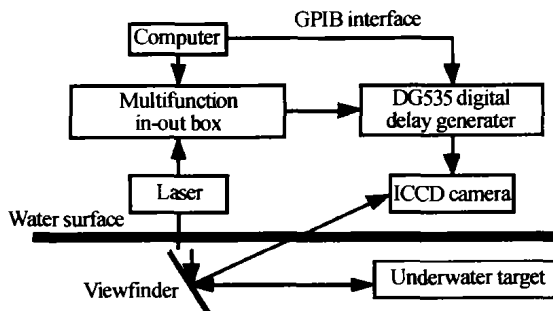 GPIB interface
Computer
Multifunction
in-out box
DG535 digital
delay generater
Laser
ICCD camera
Water surface
Viewfinder
Underwater target